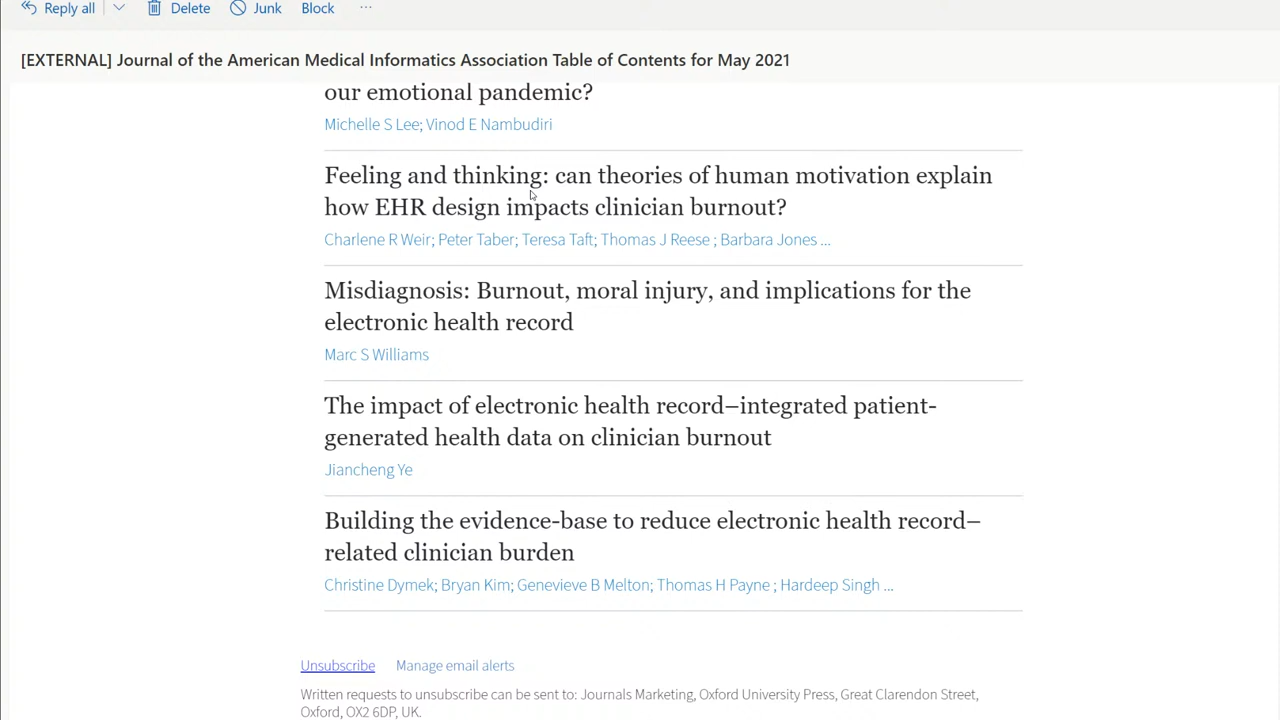 Reply all
Delete
Junk
Block
...
[EXTERNAL] Journal of the American Medical Informatics Association Table of Contents for May 2021
our emotional pandemic?
Michelle S Lee; Vinod E Nambudiri
Feeling and thinking: can theories of human motivation explain
how EHR design impacts clinician burnout?
Charlene R Weir; Peter Taber; Teresa Taft; Thomas J Reese ; Barbara Jones ...
Misdiagnosis: Burnout, moral injury, and implications for the
electronic health record
Marc S Williams
The impact of electronic health record–integrated patient-
generated health data on clinician burnout
Jiancheng Ye
Building the evidence-base to reduce electronic health record–
related clinician burden
Christine Dymek; Bryan Kim; Genevieve B Melton; Thomas H Payne ; Hardeep Singh ...
Unsubscribe Manage email alerts
Written requests to unsubscribe can be sent to: Journals Marketing, Oxford University Press, Great Clarendon Street,
Oxford, OX2 6DP, UK.